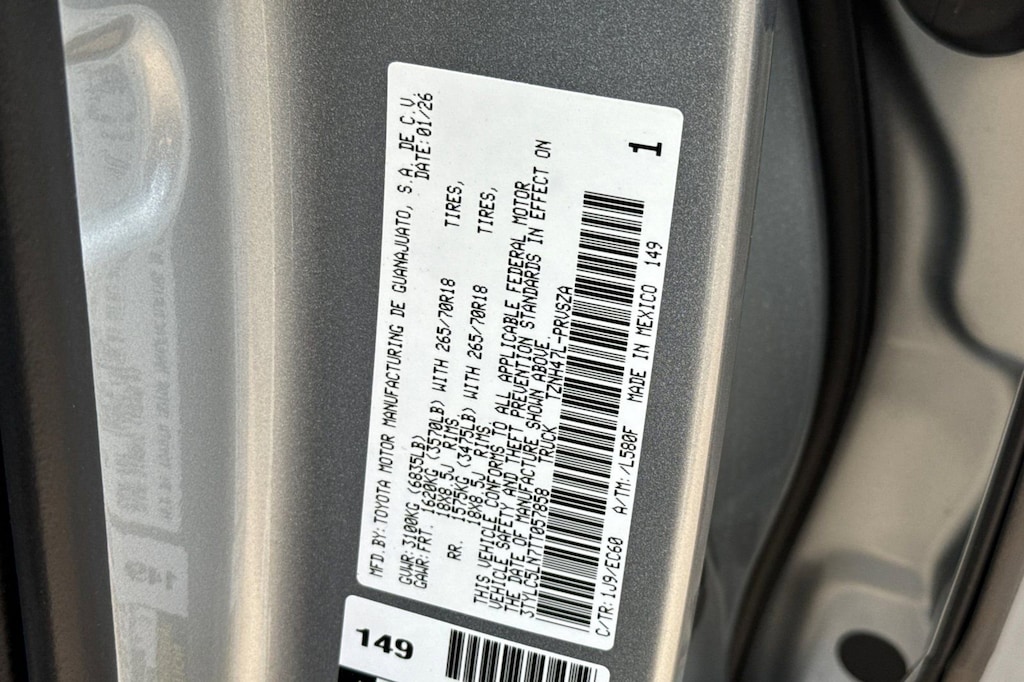 MFD.BY:TOYOTA MOTOR MANUFACTURING DE GUANAJUATO, S.A. DE C.V.
DATE:01/26
GVWR:3100KG (6835LB)
GAWR:FRT. 1620KG (3570LB) WITH 265/70R18 TIRES,
18X8.5J RIMS,
RR. 1575KG (3475LB) WITH 265/70R18 TIRES,
18X8.5J RIMS,
THIS VEHICLE CONFORMS TO ALL APPLICABLE FEDERAL MOTOR
VEHICLE SAFETY AND THEFT PREVENTION STANDARDS IN EFFECT ON
THE DATE OF MANUFACTURE SHOWN ABOVE.
3TYLC5LN7TT057858 TRUCK TZNH47L-PRVSZA
C/TR:1J9/EC60 A/TM:/L580F MADE IN MEXICO 149
1
149